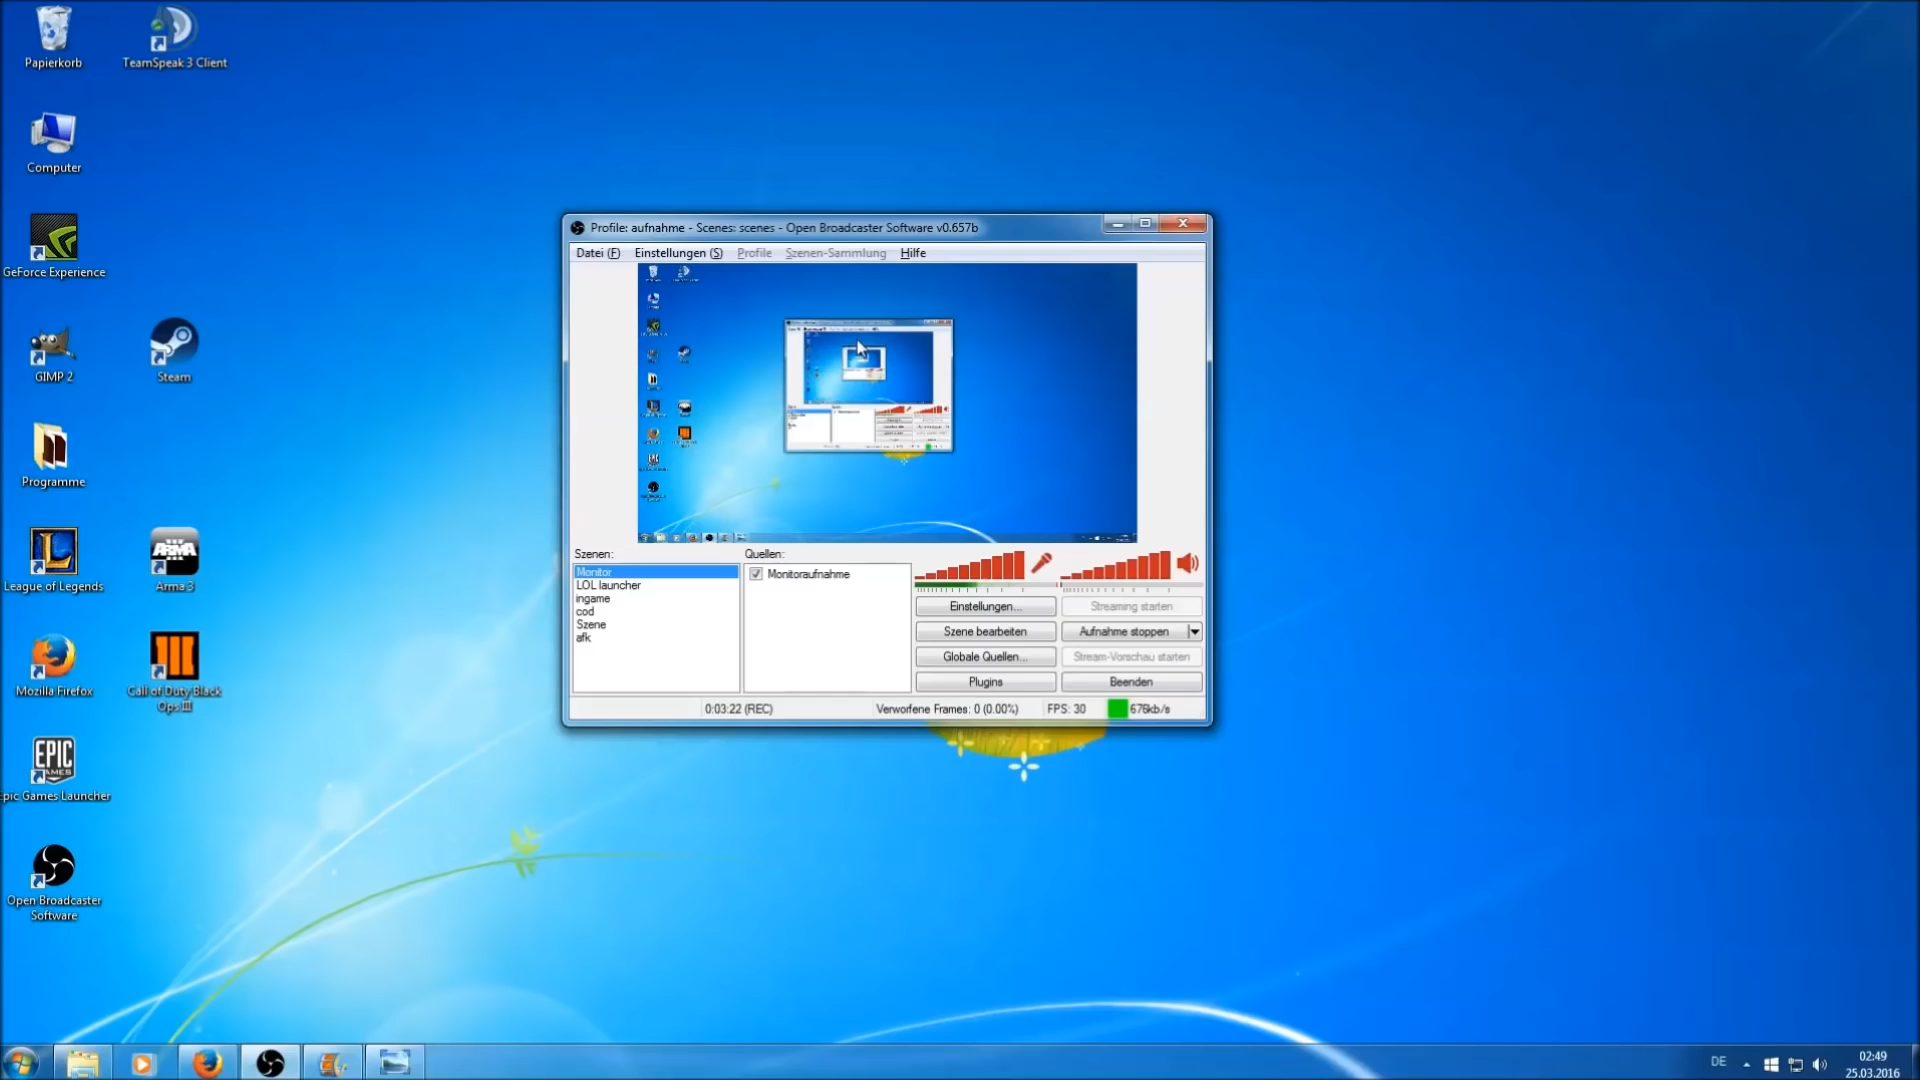 Papierkorb
TeamSpeak 3 Client
Computer
GeForce Experience
GIMP 2
Steam
Programme
League of Legends
Arma 3
Mozilla Firefox
Call of Duty Black
Ops III
Epic Games Launcher
Open Broadcaster
Software
Profile: aufnahme - Scenes: scenes - Open Broadcaster Software v0.657b
Datei (F)
Einstellungen (S)
Profile
Szenen-Sammlung
Hilfe
Szenen:
Monitor
LOL launcher
ingame
cod
Szene
afk
Quellen:
Monitoraufnahme
Einstellungen...
Streaming starten
Szene bearbeiten
Aufnahme stoppen
Globale Quellen...
Stream-Vorschau starten
Plugins
Beenden
0:03:22 (REC)
Verworfene Frames: 0 (0.00%)
FPS: 30
676kb/s
DE
02:49
25.03.2016